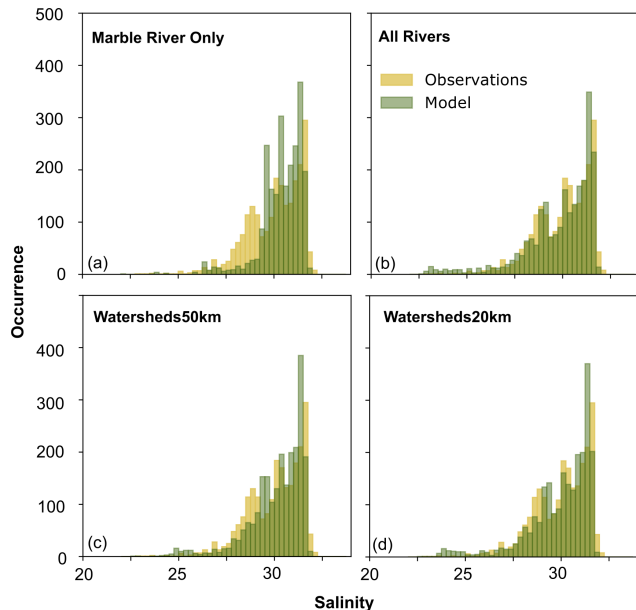 500
400
300
200
100
0
Marble River Only
(a)
All Rivers
Observations
Model
(b)
Occurrence
400
300
200
100
0
Watersheds50km
(c)
Watersheds20km
(d)
20
25
30
20
25
30
Salinity